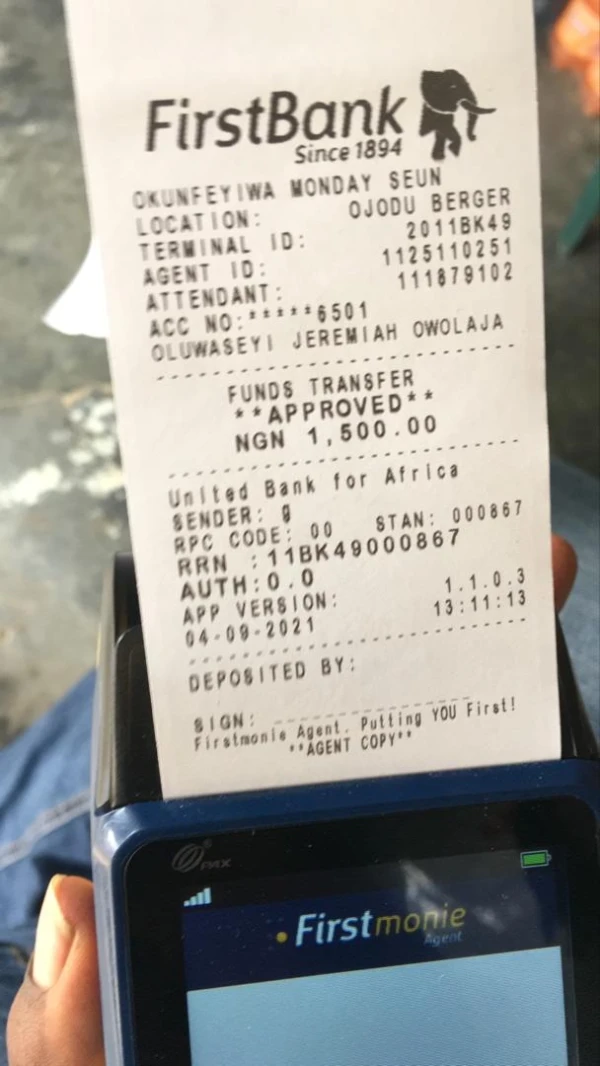 FirstBank
Since 1894
OKUNFEYIWA MONDAY SEUN
LOCATION: OJODU BERGER
TERMINAL ID: 2011BK49
AGENT ID: 1125110251
ATTENDANT: 111879102
ACC NO:*****6501
OLUWASEYI JEREMIAH OWOLAJA
FUNDS TRANSFER
**APPROVED**
NGN 1,500.00
United Bank for Africa
SENDER: g
RPC CODE: 00 STAN: 000867
RRN :11BK49000867
AUTH:0.0
APP VERSION: 1.1.0.3
04-09-2021 13:11:13
DEPOSITED BY:
SIGN:
Firstmonie Agent. Putting YOU First!
**AGENT COPY**
PAX
Firstmonie
Agent